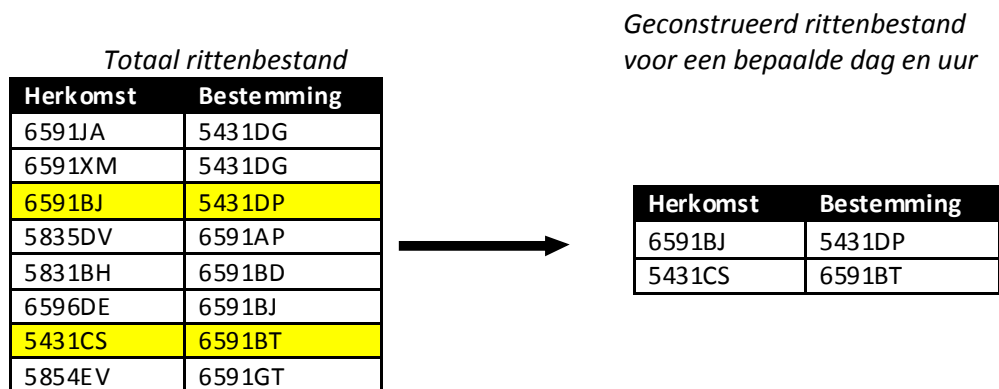 Totaal rittenbestand
Herkomst Bestemming
6591JA 5431DG
6591XM 5431DG
6591BJ 5431DP
5835DV 6591AP
5831BH 6591BD
6596DE 6591BJ
5431CS 6591BT
5854EV 6591GT
Geconstrueerd rittenbestand
voor een bepaalde dag en uur
Herkomst Bestemming
6591BJ 5431DP
5431CS 6591BT